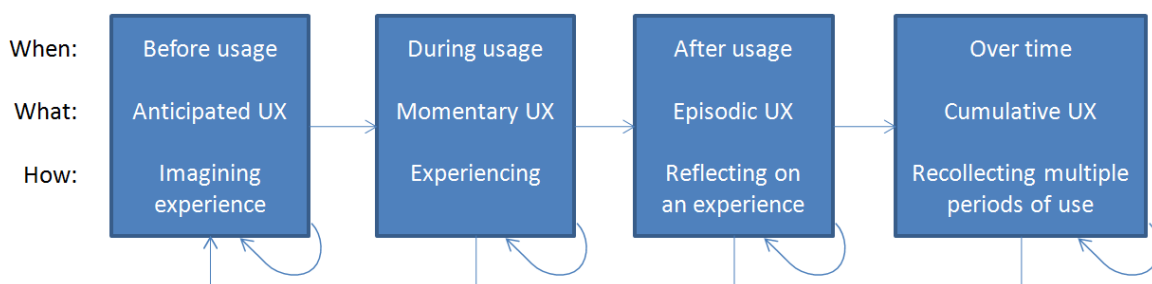 When: Before usage During usage After usage Over time
What: Anticipated UX Momentary UX Episodic UX Cumulative UX
How: Imagining Experiencing Reflecting on Recollecting multiple
experience an experience periods of use